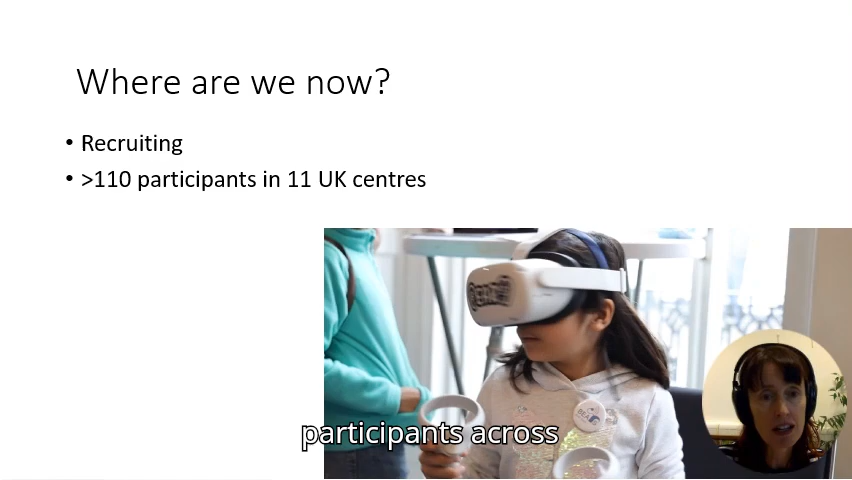 Where are we now?
• Recruiting
• >110 participants in 11 UK centres
participants across